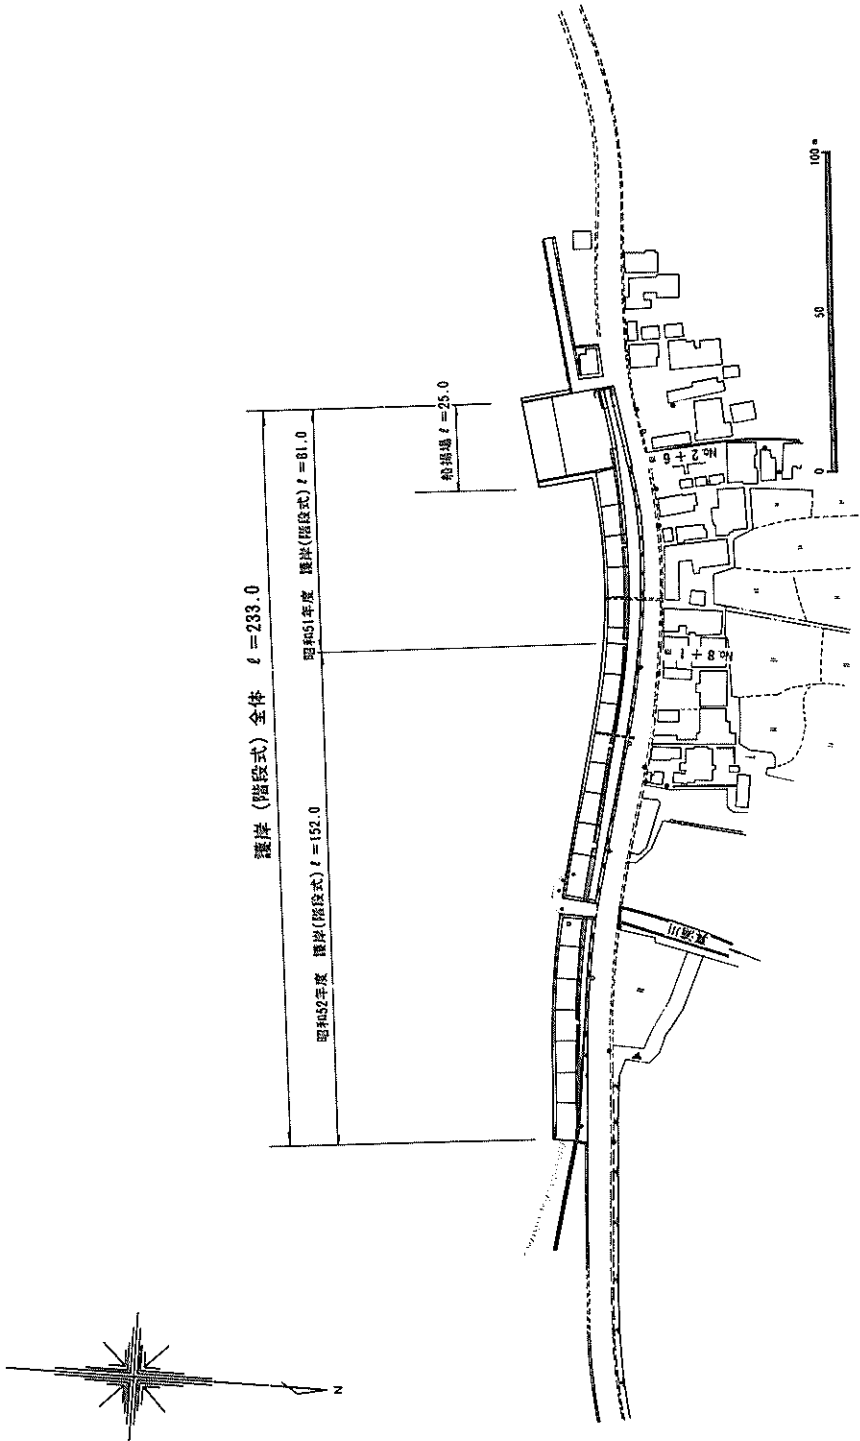 護岸(階段式) 全体 ℓ=233.0
昭和52年度 護岸(階段式) ℓ=152.0
昭和51年度 護岸(階段式) ℓ=81.0
船揚場 ℓ=25.0
No.8+1
No.2+6
0
50
100m
N